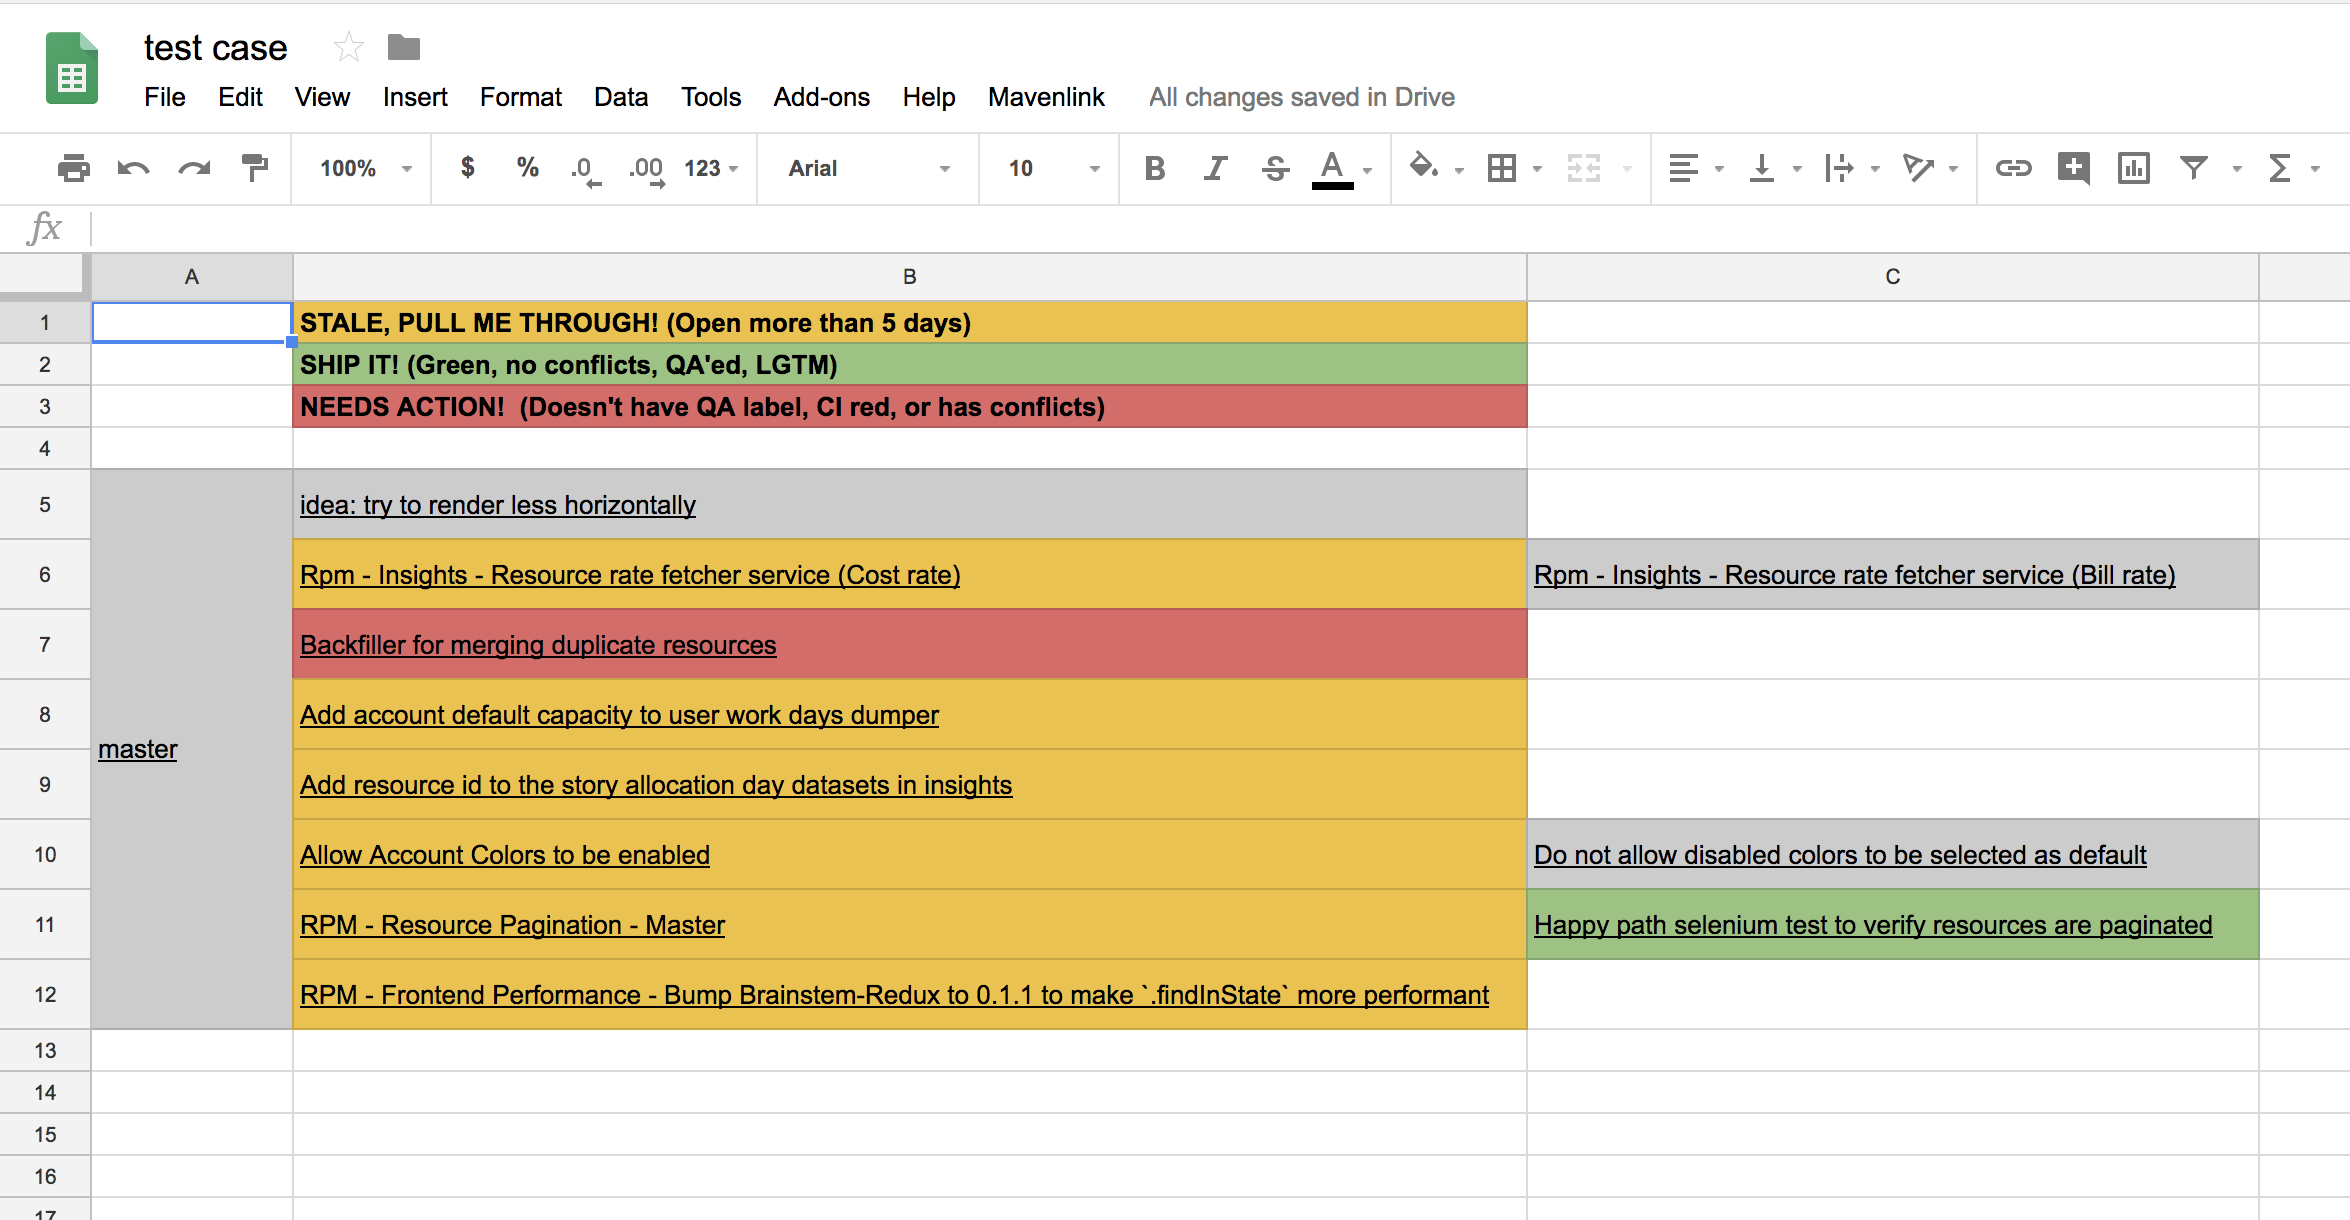 test case
File Edit View Insert Format Data Tools Add-ons Help Mavenlink All changes saved in Drive
100% $ % .0 .00 123 Arial 10 B I S A
fx
A B C
1 STALE, PULL ME THROUGH! (Open more than 5 days)
2 SHIP IT! (Green, no conflicts, QA'ed, LGTM)
3 NEEDS ACTION!  (Doesn't have QA label, CI red, or has conflicts)
4
5 idea: try to render less horizontally
6 Rpm - Insights - Resource rate fetcher service (Cost rate) Rpm - Insights - Resource rate fetcher service (Bill rate)
7 Backfiller for merging duplicate resources
8 Add account default capacity to user work days dumper
master
9 Add resource id to the story allocation day datasets in insights
10 Allow Account Colors to be enabled Do not allow disabled colors to be selected as default
11 RPM - Resource Pagination - Master Happy path selenium test to verify resources are paginated
12 RPM - Frontend Performance - Bump Brainstem-Redux to 0.1.1 to make `.findInState` more performant
13
14
15
16
17